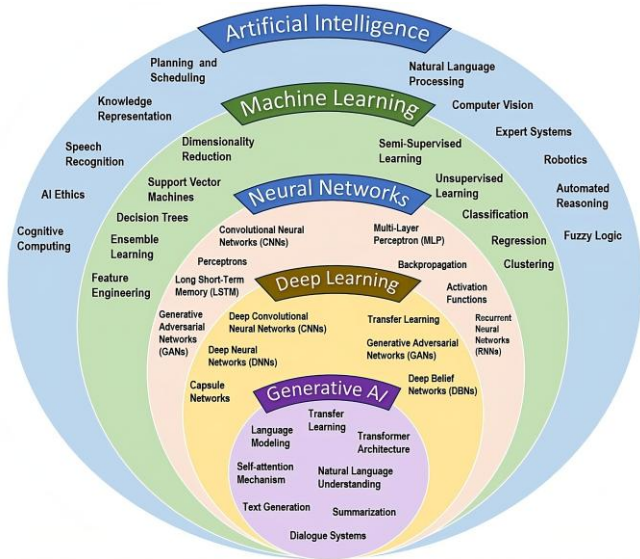 Artificial Intelligence
Planning and
Scheduling
Natural Language
Processing
Knowledge
Representation
Computer Vision
Expert Systems
Speech
Recognition
Robotics
AI Ethics
Automated
Reasoning
Cognitive
Computing
Fuzzy Logic
Machine Learning
Dimensionality
Reduction
Semi-Supervised
Learning
Support Vector
Machines
Unsupervised
Learning
Decision Trees
Classification
Ensemble
Learning
Regression
Clustering
Feature
Engineering
Neural Networks
Convolutional Neural
Networks (CNNs)
Multi-Layer
Perceptron (MLP)
Perceptrons
Backpropagation
Long Short-Term
Memory (LSTM)
Activation
Functions
Generative
Adversarial
Networks (GANs)
Recurrent
Neural
Networks (RNNs)
Deep Learning
Deep Convolutional
Neural Networks (CNNs)
Transfer Learning
Deep Neural
Networks (DNNs)
Generative Adversarial
Networks (GANs)
Capsule
Networks
Deep Belief
Networks (DBNs)
Generative AI
Language
Modeling
Transfer
Learning
Transformer
Architecture
Self-attention
Mechanism
Natural Language
Understanding
Text Generation
Summarization
Dialogue Systems